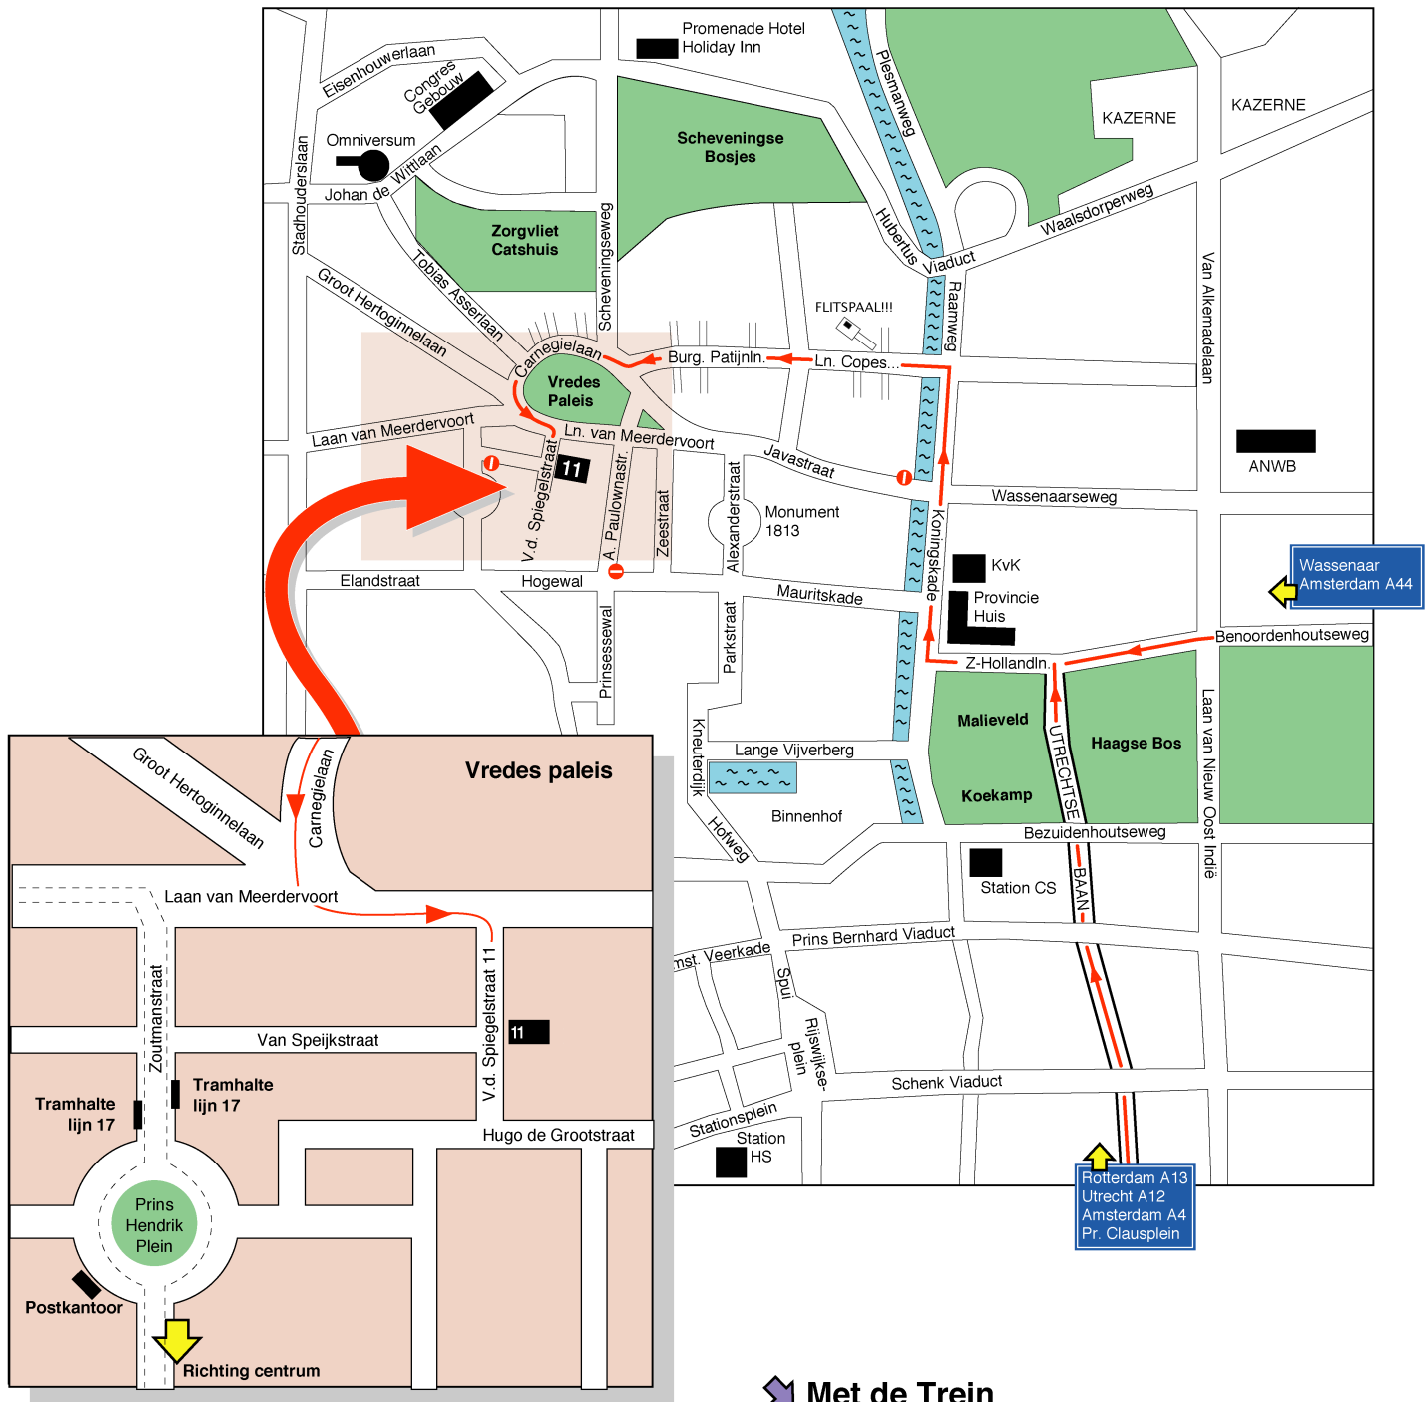 Promenade Hotel
Holiday Inn
Eisenhouwerlaan
Congres
Gebouw
Plesmanweg
KAZERNE
KAZERNE
Omniversum
Scheveningse
Bosjes
Stadhouderslaan
Johan de Wittlaan
Waalsdorperweg
Zorgvliet
Catshuis
Scheveningseweg
Hubertus
Viaduct
Tobias Asserlaan
Groot Hertoginnelaan
Van Alkemadelaan
Raamweg
FLITSPAAL!!!
Carnegielaan
Burg. Patijnln.
Ln. Copes...
Vredes
Paleis
Laan van Meerdervoort
Ln. van Meerdervoort
Javastraat
ANWB
11
V.d. Spiegelstraat
A. Paulownastr.
Zeestraat
Alexanderstraat
Monument
1813
Wassenaarseweg
Koningskade
KvK
Provincie
Huis
Wassenaar
Amsterdam A44
Elandstraat
Hogewal
Mauritskade
Prinsessewal
Parkstraat
Benoordenhoutseweg
Z-Hollandln.
Malieveld
Koekamp
Haagse Bos
UTRECHTSE
BAAN
Laan van Nieuw Oost Indië
Kneuterdijk
Lange Vijverberg
Binnenhof
Hofweg
Bezuidenhoutseweg
Station CS
mst. Veerkade
Prins Bernhard Viaduct
Spui
Rijswijkse-
plein
Schenk Viaduct
Stationsplein
Station
HS
Rotterdam A13
Utrecht A12
Amsterdam A4
Pr. Clausplein
Vredes paleis
Groot Hertoginnelaan
Carnegielaan
Laan van Meerdervoort
Zoutmanstraat
V.d. Spiegelstraat 11
11
Van Speijkstraat
Tramhalte
lijn 17
Tramhalte
lijn 17
Hugo de Grootstraat
Prins
Hendrik
Plein
Postkantoor
Richting centrum
Met de Trein